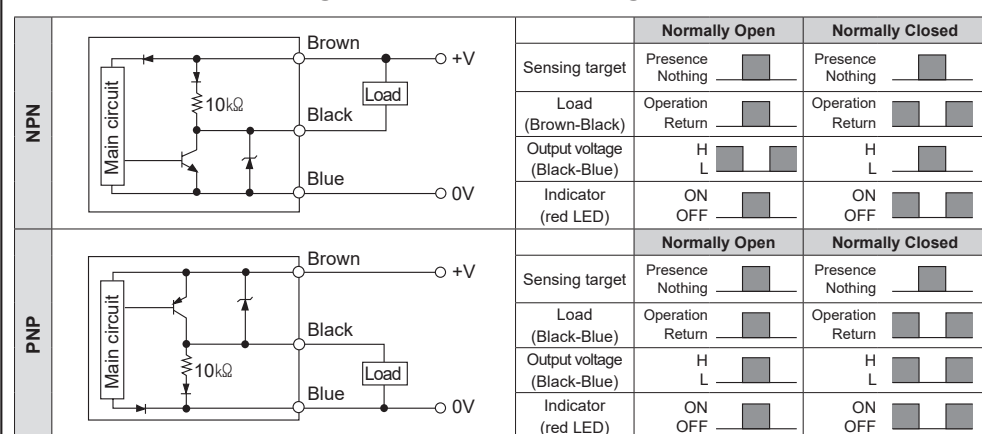 NPN
Main circuit
10kΩ
Brown
+V
Load
Black
Blue
0V
Normally Open Normally Closed
Sensing target Presence Nothing Presence Nothing
Load (Brown-Black) Operation Return Operation Return
Output voltage (Black-Blue) H L H L
Indicator (red LED) ON OFF ON OFF
PNP
Main circuit
10kΩ
Brown
+V
Black
Load
Blue
0V
Normally Open Normally Closed
Sensing target Presence Nothing Presence Nothing
Load (Black-Blue) Operation Return Operation Return
Output voltage (Black-Blue) H L H L
Indicator (red LED) ON OFF ON OFF